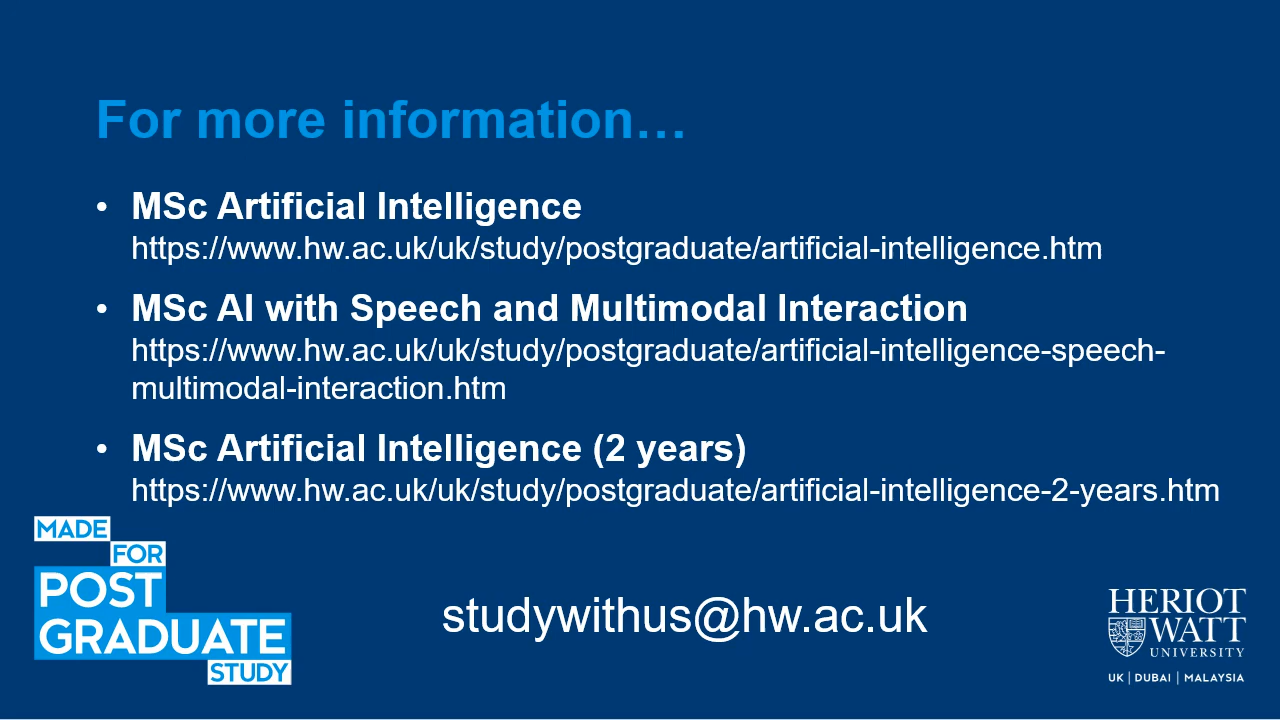 For more information…
• MSc Artificial Intelligence
https://www.hw.ac.uk/uk/study/postgraduate/artificial-intelligence.htm
• MSc AI with Speech and Multimodal Interaction
https://www.hw.ac.uk/uk/study/postgraduate/artificial-intelligence-speech-
multimodal-interaction.htm
• MSc Artificial Intelligence (2 years)
https://www.hw.ac.uk/uk/study/postgraduate/artificial-intelligence-2-years.htm
MADE
FOR
POST
GRADUATE
STUDY
studywithus@hw.ac.uk
HERIOT
WATT
UNIVERSITY
UK | DUBAI | MALAYSIA